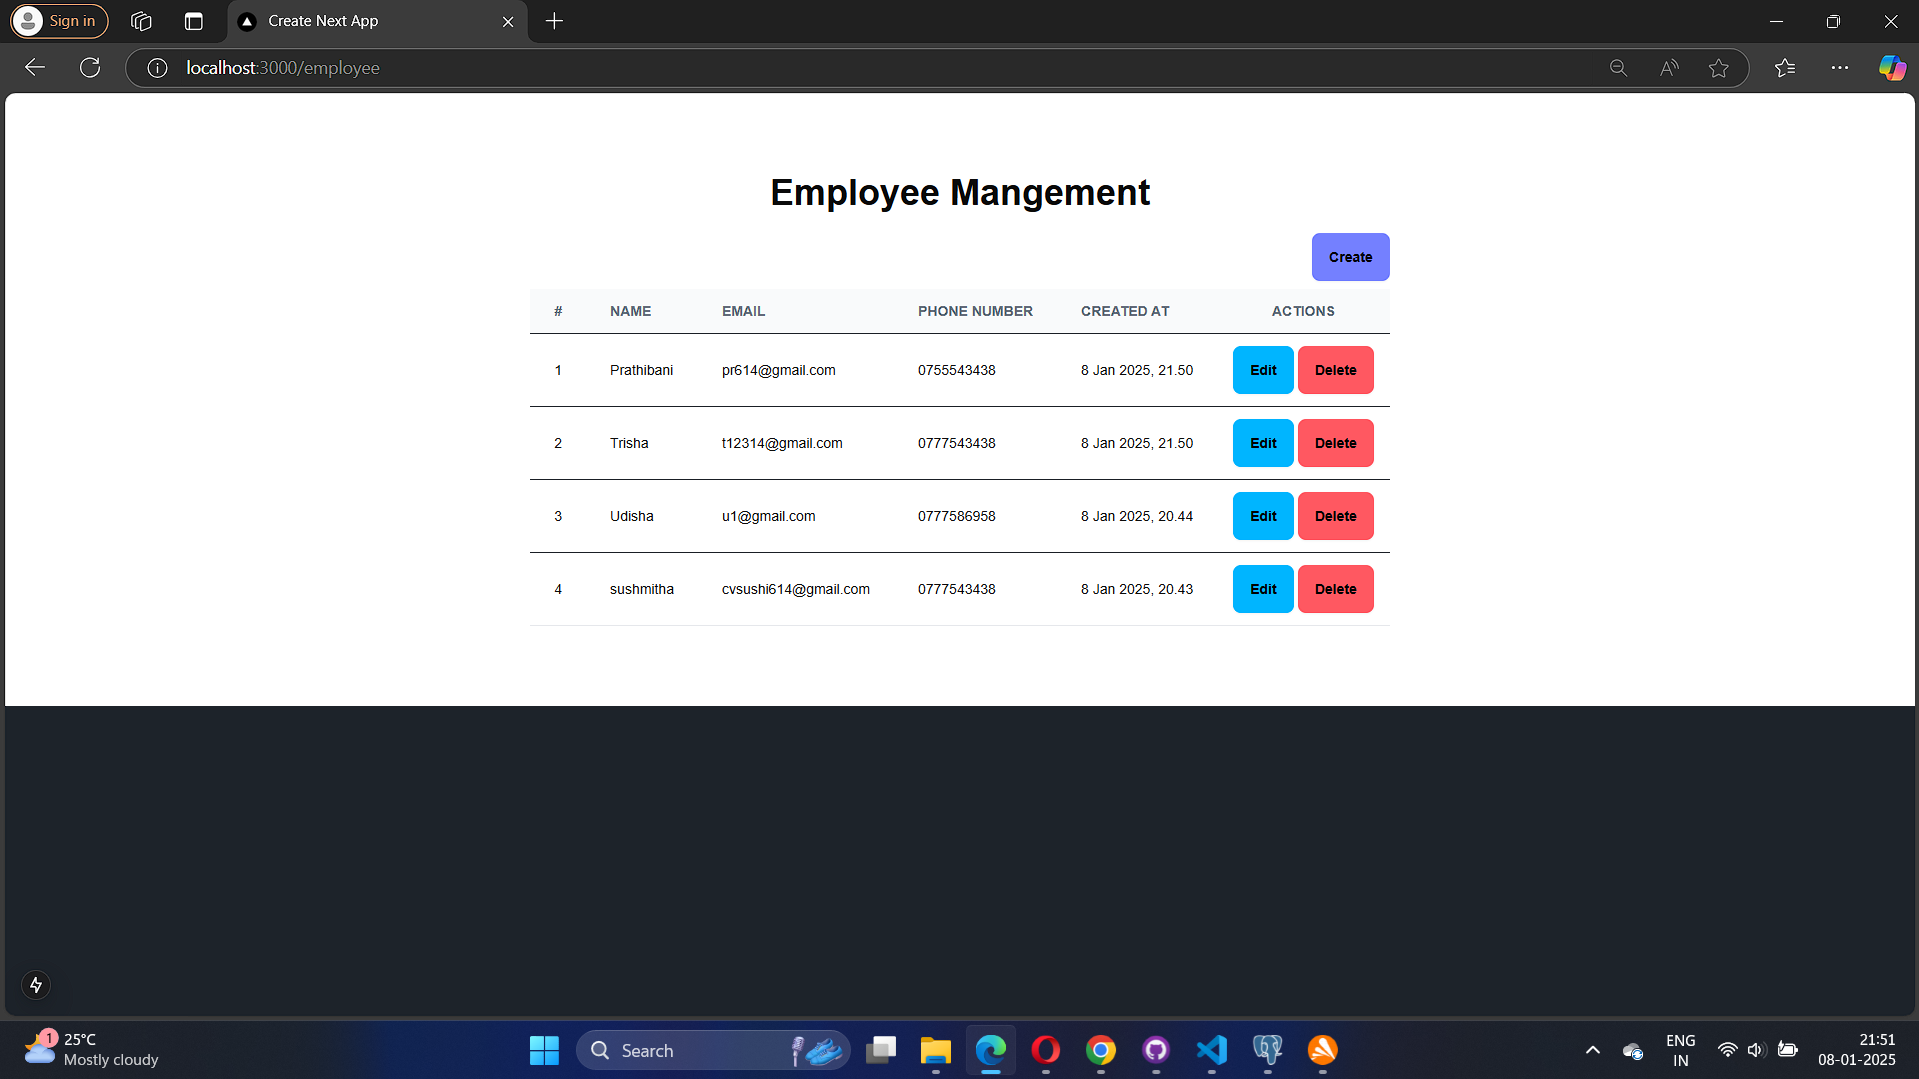 Sign in
Create Next App
localhost:3000/employee
Employee Mangement
Create
# NAME EMAIL PHONE NUMBER CREATED AT ACTIONS
1 Prathibani pr614@gmail.com 0755543438 8 Jan 2025, 21.50 Edit Delete
2 Trisha t12314@gmail.com 0777543438 8 Jan 2025, 21.50 Edit Delete
3 Udisha u1@gmail.com 0777586958 8 Jan 2025, 20.44 Edit Delete
4 sushmitha cvsushi614@gmail.com 0777543438 8 Jan 2025, 20.43 Edit Delete
1
25°C
Mostly cloudy
Search
ENG
IN
21:51
08-01-2025